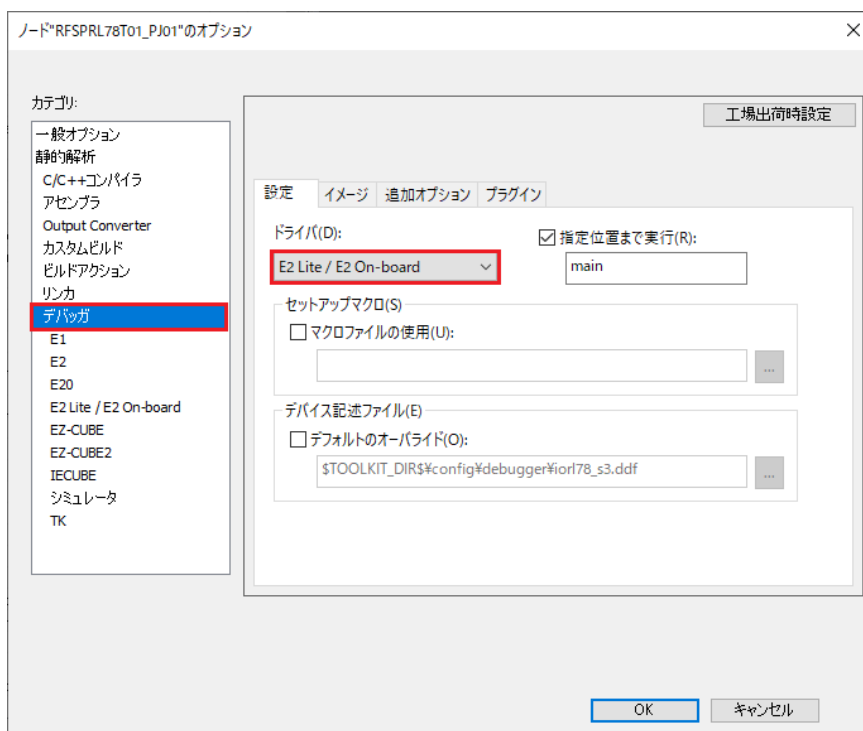 ノード"RFSPRL78T01_PJ01"のオプション
カテゴリ:
一般オプション
静的解析
C/C++コンパイラ
アセンブラ
Output Converter
カスタムビルド
ビルドアクション
リンカ
デバッガ
E1
E2
E20
E2 Lite / E2 On-board
EZ-CUBE
EZ-CUBE2
IECUBE
シミュレータ
TK
工場出荷時設定
設定 イメージ 追加オプション プラグイン
ドライバ(D):
E2 Lite / E2 On-board
指定位置まで実行(R):
main
セットアップマクロ(S)
マクロファイルの使用(U):
...
デバイス記述ファイル(E)
デフォルトのオーバライド(O):
$TOOLKIT_DIR$¥config¥debugger¥iorl78_s3.ddf
...
OK
キャンセル